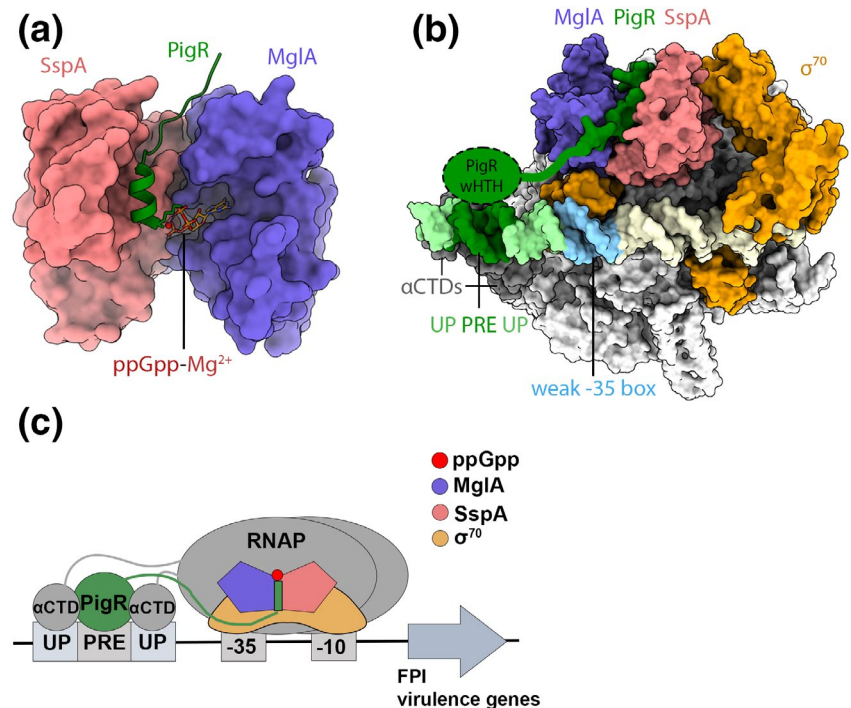 (a)
PigR
SspA
MglA
ppGpp-Mg²⁺
(b)
MglA PigR SspA
σ⁷⁰
PigR
wHTH
αCTDs
UP PRE UP
weak -35 box
(c)
ppGpp
MglA
SspA
σ⁷⁰
RNAP
αCTD PigR αCTD
UP PRE UP -35 -10
FPI
virulence genes